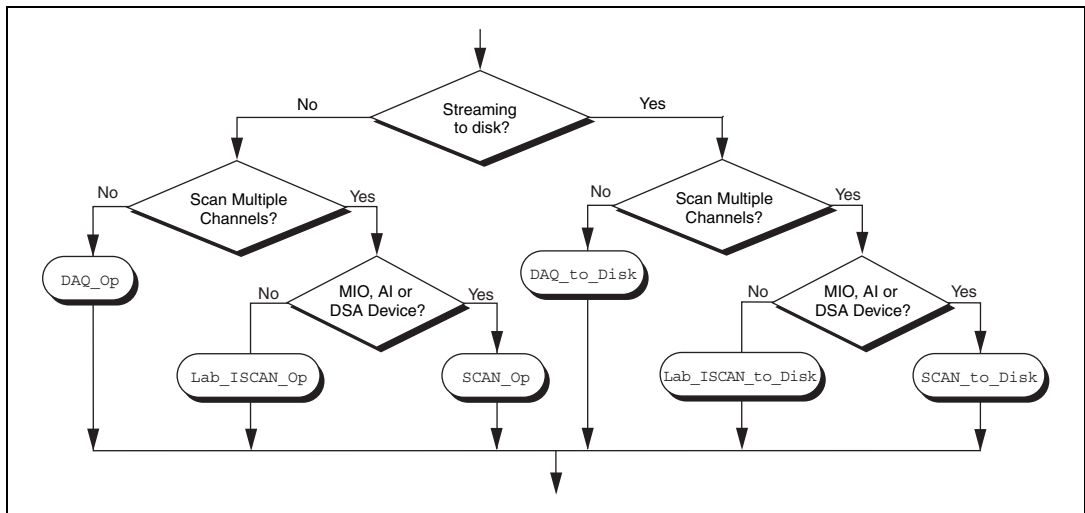 Streaming
to disk?
No
Yes
Scan Multiple
Channels?
No
Yes
Scan Multiple
Channels?
No
Yes
DAQ_Op
MIO, AI or
DSA Device?
No
Yes
DAQ_to_Disk
MIO, AI or
DSA Device?
No
Yes
Lab_ISCAN_Op
SCAN_Op
Lab_ISCAN_to_Disk
SCAN_to_Disk